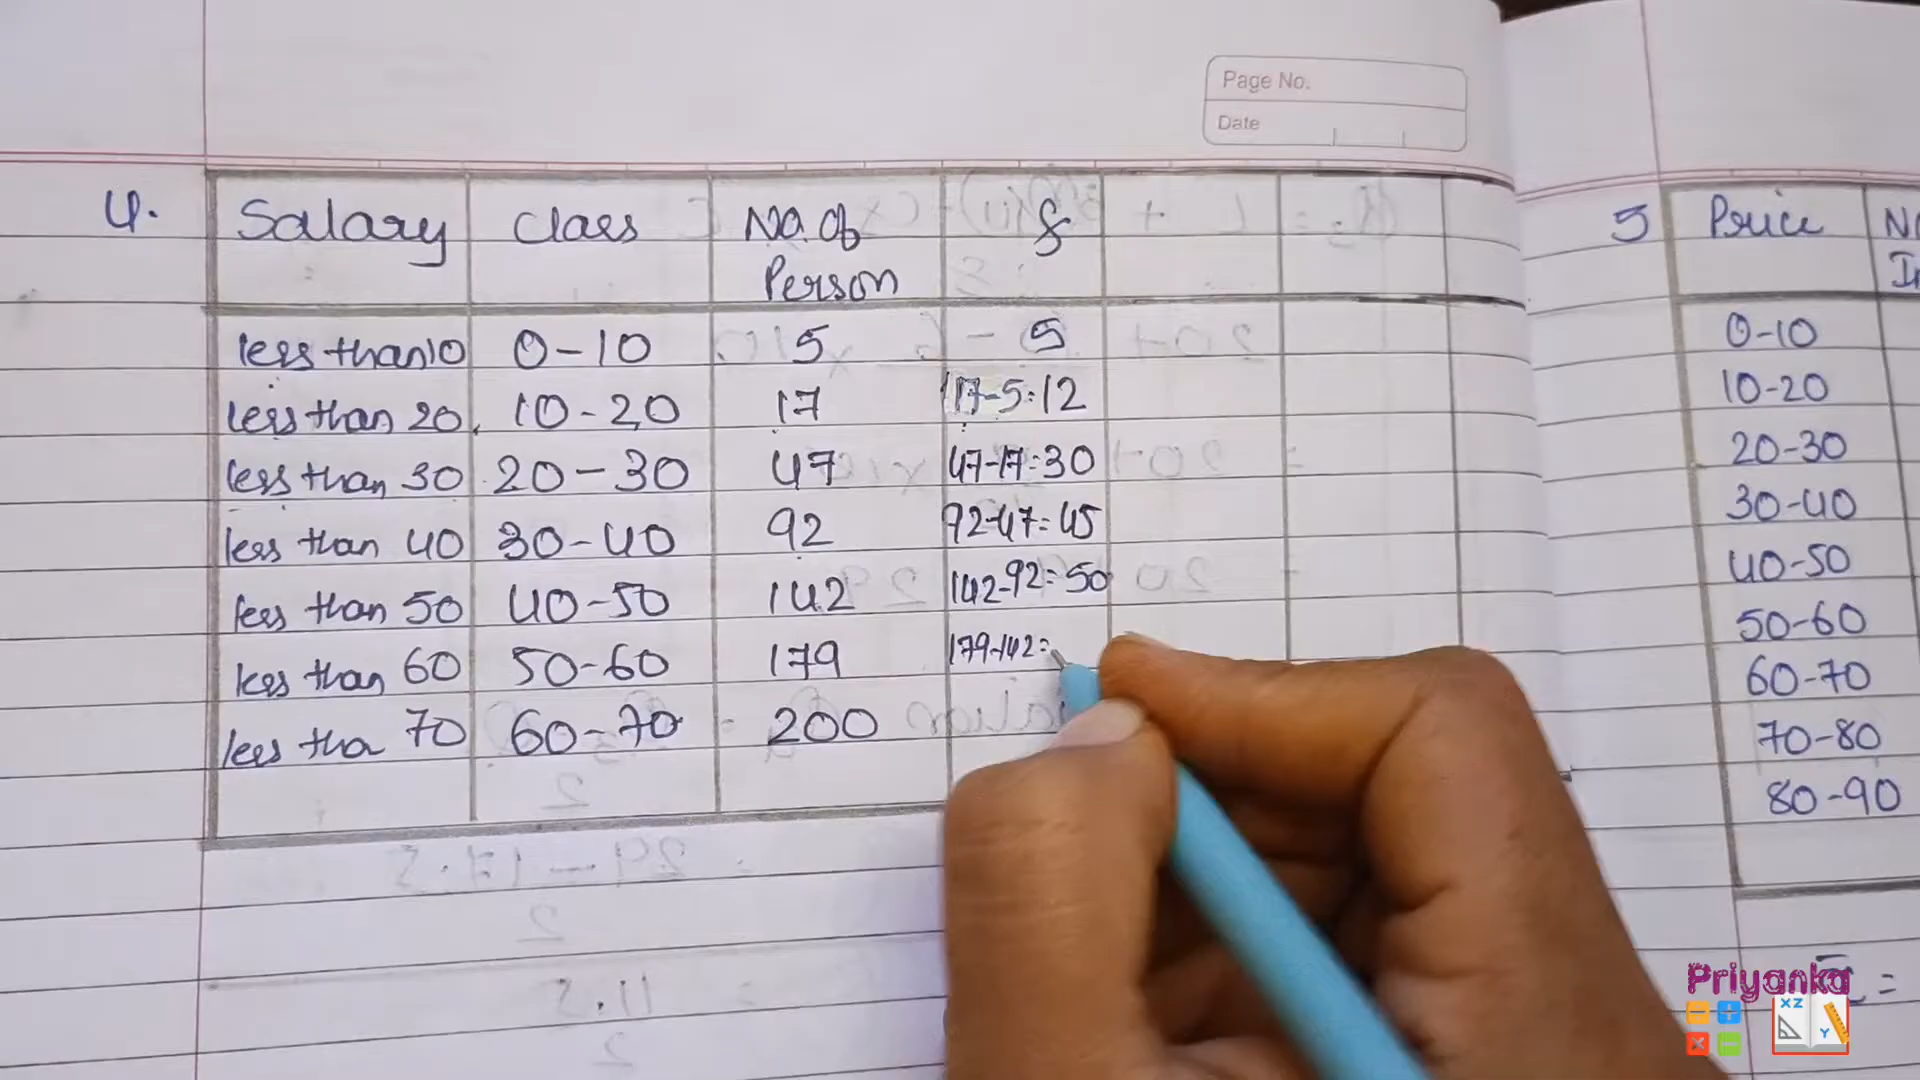 Page No.
Date
4.
Salary Class No. of Person f
less than 10 0-10 5 5
less than 20 10-20 17 17-5=12
less than 30 20-30 47 47-17=30
less than 40 30-40 92 92-47=45
less than 50 40-50 142 142-92=50
less than 60 50-60 179 179-142=
less tha 70 60-70 200
5 Price
0-10
10-20
20-30
30-40
40-50
50-60
60-70
70-80
80-90
Priyanka
XZ
Y